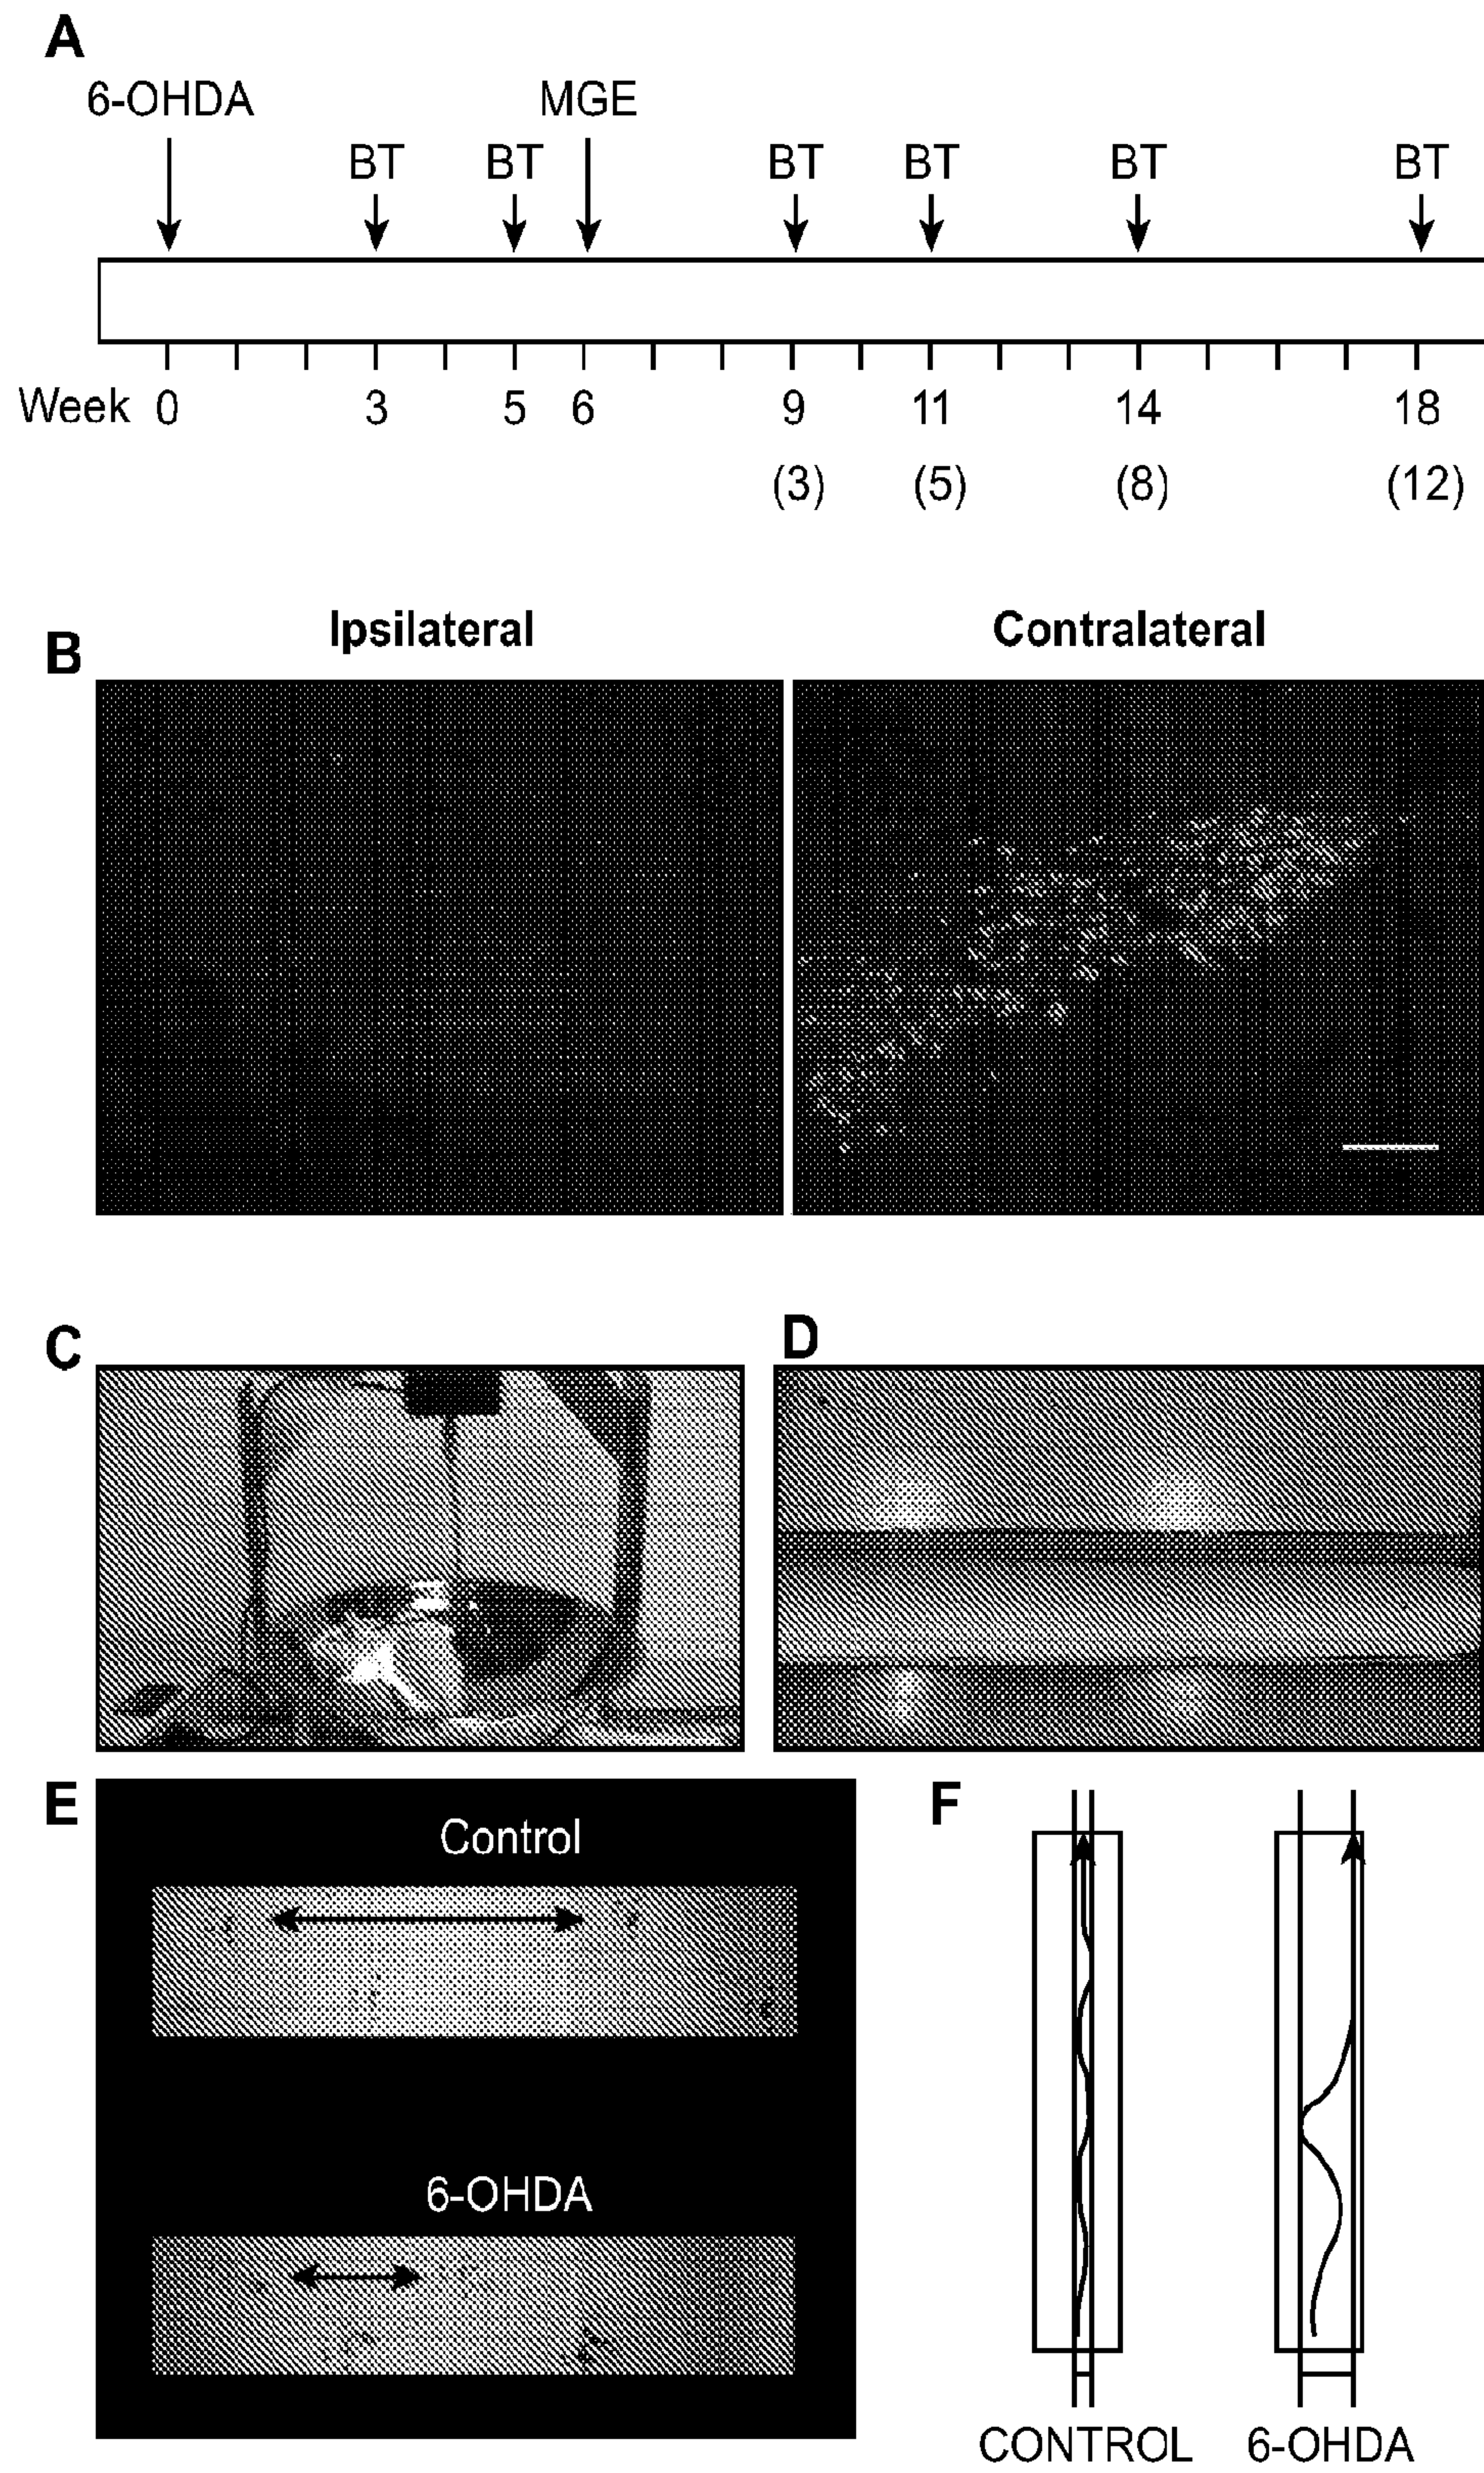 A
6-OHDA MGE
BT BT BT BT BT BT
Week 0 3 5 6 9 11 14 18
(3) (5) (8) (12)
Ipsilateral Contralateral
B
C D
E F
Control
6-OHDA
CONTROL 6-OHDA